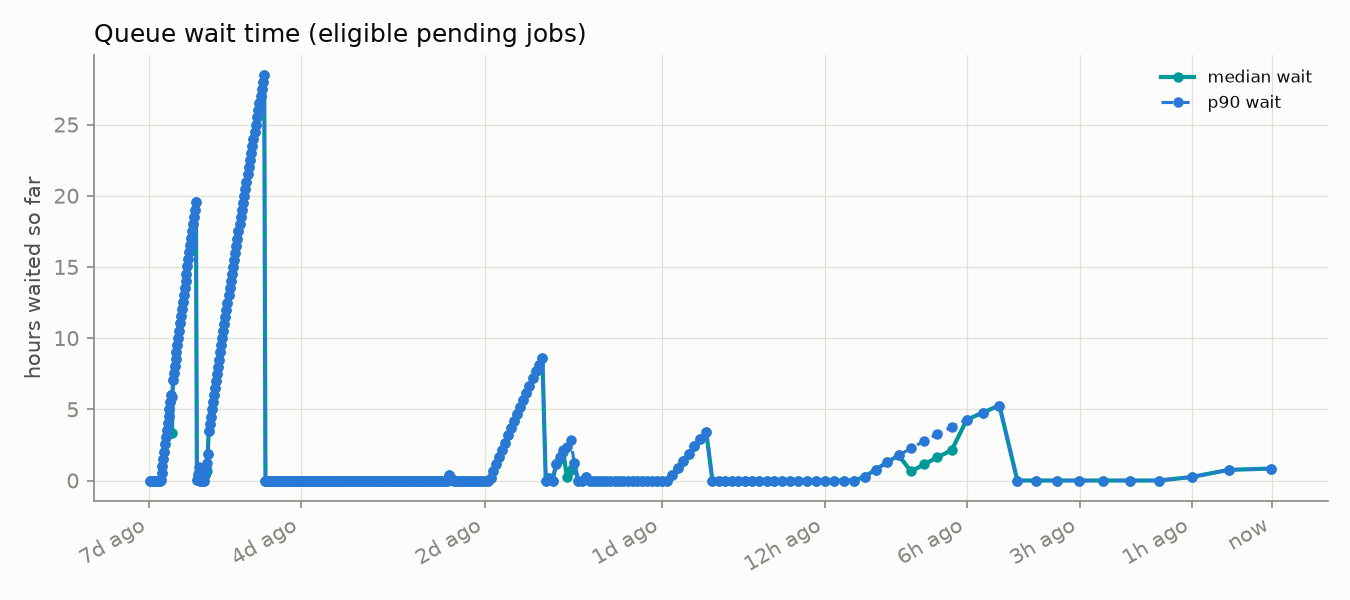 Queue wait time (eligible pending jobs)
median wait
p90 wait
hours waited so far
25
20
15
10
5
0
7d ago
4d ago
2d ago
1d ago
12h ago
6h ago
3h ago
1h ago
now